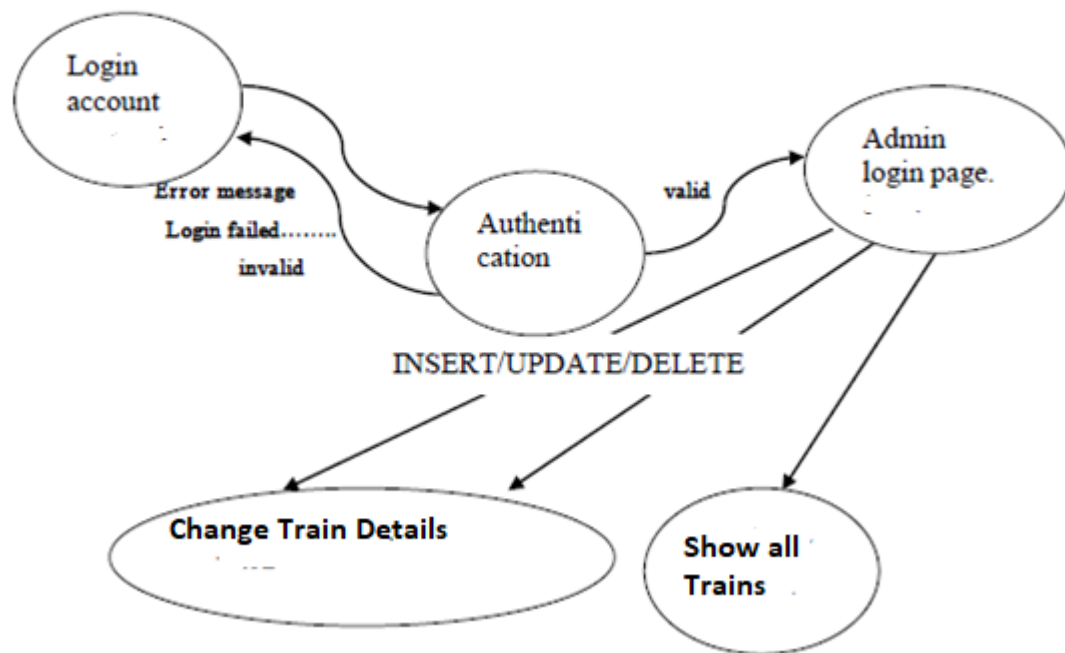 Login
account
Error message
Login failed........
invalid
Authenti
cation
valid
Admin
login page.
INSERT/UPDATE/DELETE
Change Train Details
Show all
Trains